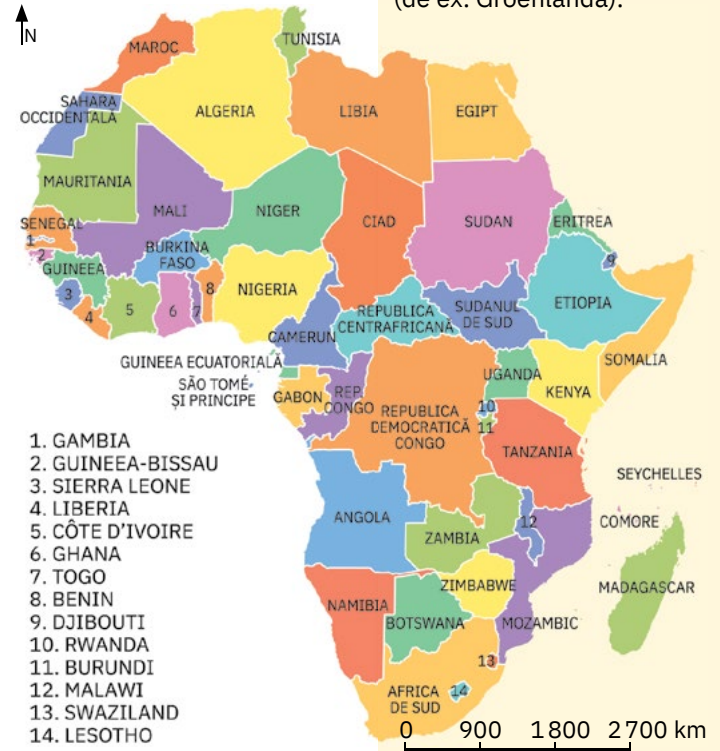 (de ex. Groenlanda).
N
MAROC
TUNISIA
ALGERIA
LIBIA
EGIPT
SAHARA
OCCIDENTALĂ
MAURITANIA
MALI
NIGER
CIAD
SUDAN
ERITREA
SENEGAL
1
2
GUINEEA
BURKINA
FASO
9
3
4
5
6
7
8
NIGERIA
ETIOPIA
REPUBLICA
CENTRAFRICANĂ
SUDANUL
DE SUD
CAMERUN
SOMALIA
GUINEEA ECUATORIALĂ
SÃO TOMÉ
ȘI PRINCIPE
GABON
REP.
CONGO
REPUBLICA
DEMOCRATICĂ
CONGO
UGANDA
KENYA
10
11
TANZANIA
SEYCHELLES
ANGOLA
12
COMORE
ZAMBIA
MADAGASCAR
ZIMBABWE
NAMIBIA
BOTSWANA
MOZAMBIC
13
14
AFRICA
DE SUD
1. GAMBIA
2. GUINEEA-BISSAU
3. SIERRA LEONE
4. LIBERIA
5. CÔTE D'IVOIRE
6. GHANA
7. TOGO
8. BENIN
9. DJIBOUTI
10. RWANDA
11. BURUNDI
12. MALAWI
13. SWAZILAND
14. LESOTHO
0 900 1800 2700 km